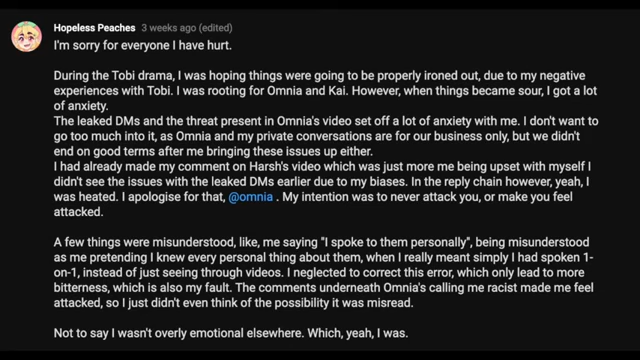 Hopeless Peaches 3 weeks ago (edited)
I'm sorry for everyone I have hurt.
During the Tobi drama, I was hoping things were going to be properly ironed out, due to my negative
experiences with Tobi. I was rooting for Omnia and Kai. However, when things became sour, I got a lot
of anxiety.
The leaked DMs and the threat present in Omnia's video set off a lot of anxiety with me. I don't want to
go too much into it, as Omnia and my private conversations are for our business only, but we didn't
end on good terms after me bringing these issues up either.
I had already made my comment on Harsh's video which was just more me being upset with myself I
didn't see the issues with the leaked DMs earlier due to my biases. In the reply chain however, yeah, I
was heated. I apologise for that, @omnia . My intention was to never attack you, or make you feel
attacked.
A few things were misunderstood, like, me saying "I spoke to them personally", being misunderstood
as me pretending I knew every personal thing about them, when I really meant simply I had spoken 1-
on-1, instead of just seeing through videos. I neglected to correct this error, which only lead to more
bitterness, which is also my fault. The comments underneath Omnia's calling me racist made me feel
attacked, so I just didn't even think of the possibility it was misread.
Not to say I wasn't overly emotional elsewhere. Which, yeah, I was.